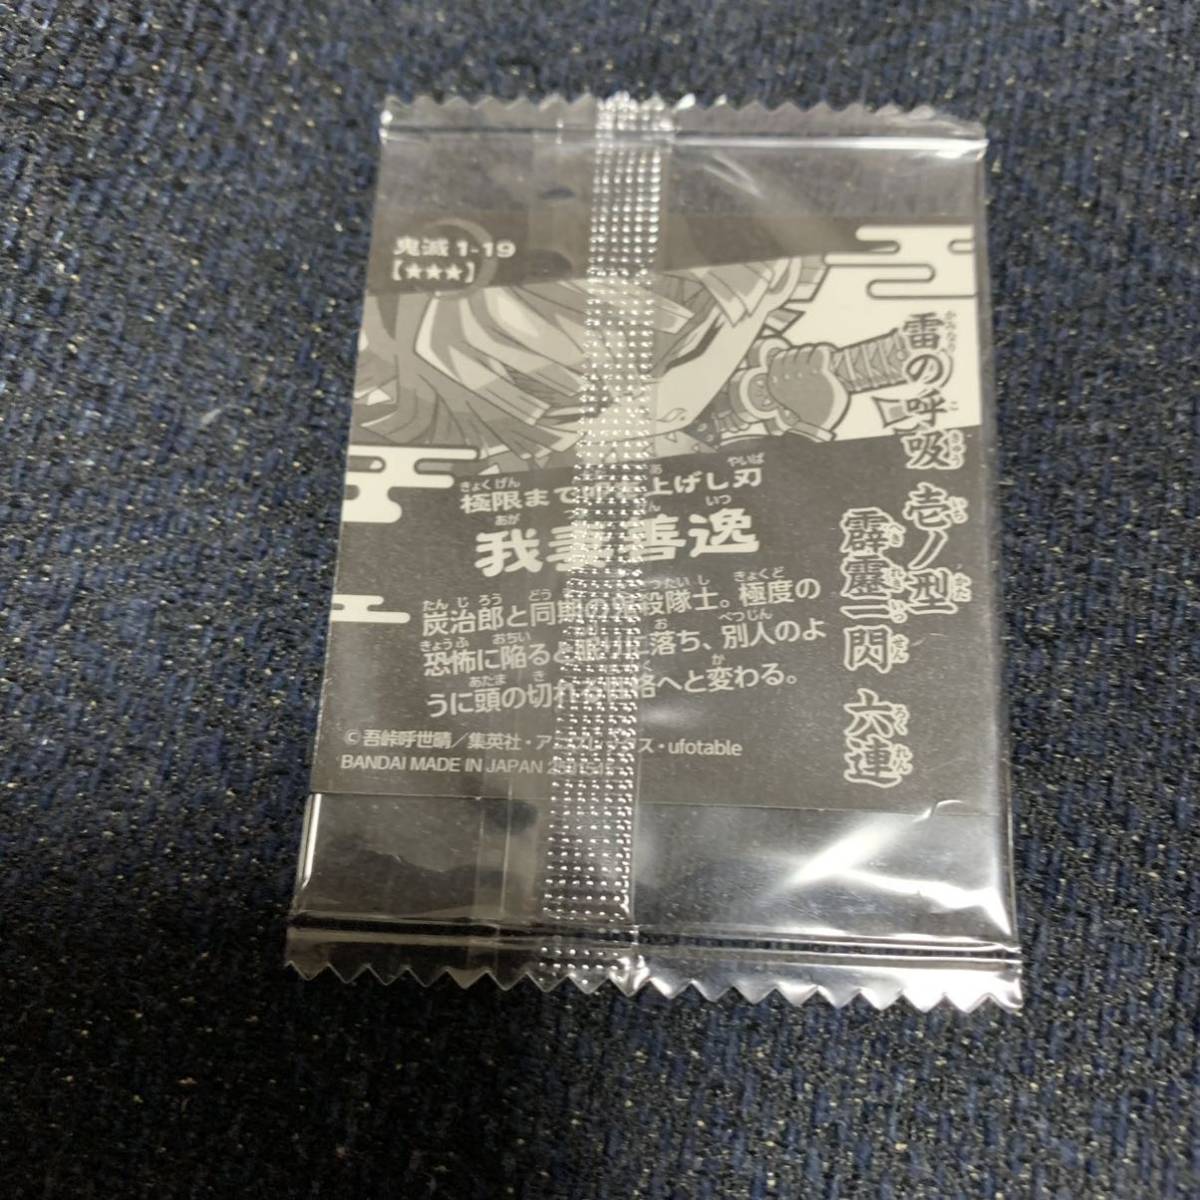 鬼滅 1-19
【★★★】
雷の呼吸 壱ノ型
霹靂一閃 六連
極限まで 上げし刃
我妻善逸
炭治郎と同期の 殺隊士。極度の
恐怖に陥ると 落ち、別人のよ
うに頭の切れ 格へと変わる。
©吾峠呼世晴／集英社・ア ス・ufotable
BANDAI MADE IN JAPAN